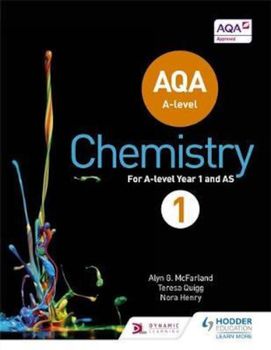 AQA
Approved
AQA
A-level
Chemistry
For A-level Year 1 and AS
1
Alyn G. McFarland
Teresa Quigg
Nora Henry
DYNAMIC
LEARNING
HODDER
EDUCATION
LEARN MORE